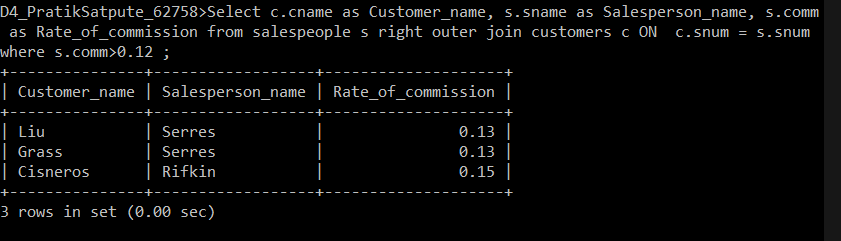 D4_PratikSatpute_62758>Select c.cname as Customer_name, s.sname as Salesperson_name, s.comm
 as Rate_of_commission from salespeople s right outer join customers c ON  c.snum = s.snum
where s.comm>0.12 ;
+---------------+------------------+--------------------+
| Customer_name | Salesperson_name | Rate_of_commission |
+---------------+------------------+--------------------+
| Liu           | Serres           |               0.13 |
| Grass         | Serres           |               0.13 |
| Cisneros      | Rifkin           |               0.15 |
+---------------+------------------+--------------------+
3 rows in set (0.00 sec)